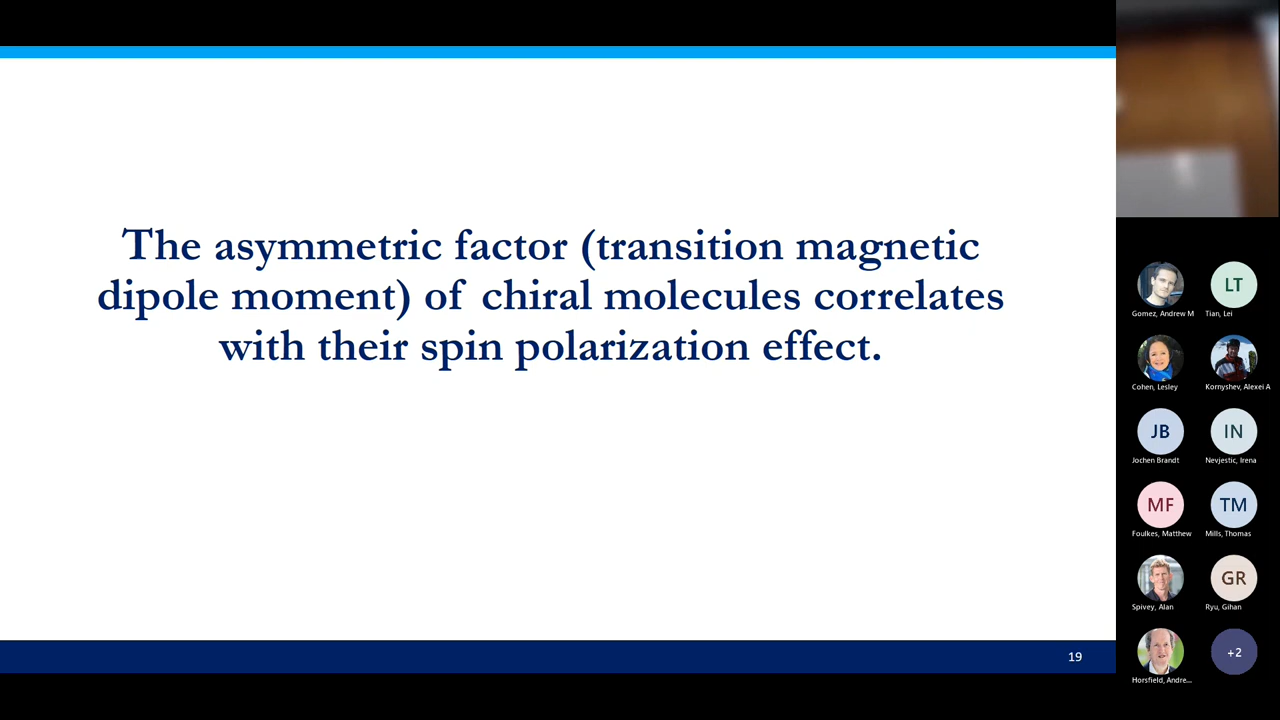 The asymmetric factor (transition magnetic
dipole moment) of chiral molecules correlates
with their spin polarization effect.
19
Gomez, Andrew M
LT
Tian, Lei
Cohen, Lesley
Kornyshev, Alexei A
JB
Jochen Brandt
IN
Nevjestic, Irena
MF
Foulkes, Matthew
TM
Mills, Thomas
Spivey, Alan
GR
Ryu, Gihan
Horsfield, Andre...
+2